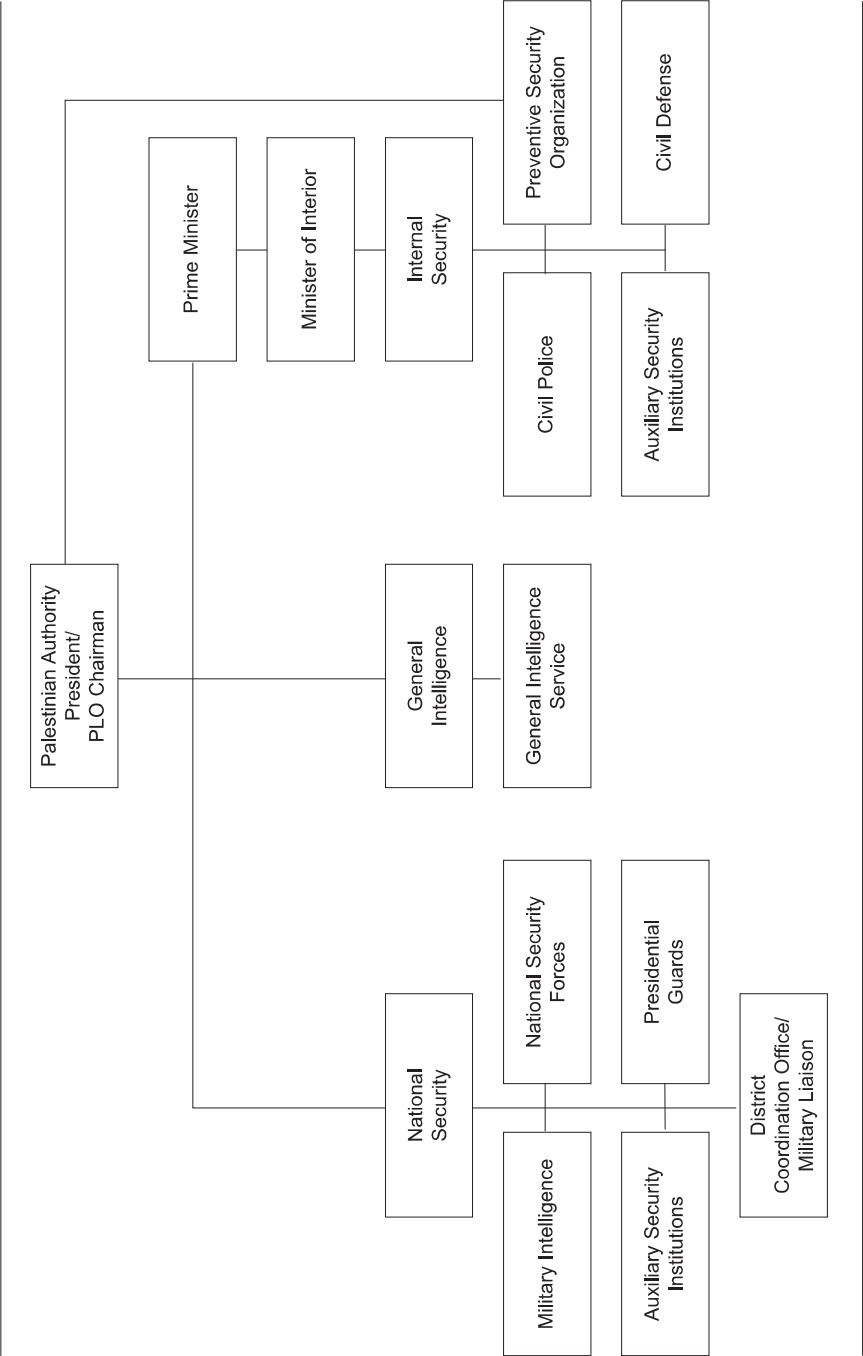 Palestinian Authority
President/
PLO Chairman
Prime Minister
Minister of Interior
National
Security
General
Intelligence
Internal
Security
Military Intelligence
National Security
Forces
General Intelligence
Service
Civil Police
Preventive Security
Organization
Auxiliary Security
Institutions
Presidential
Guards
Auxiliary Security
Institutions
Civil Defense
District
Coordination Office/
Military Liaison